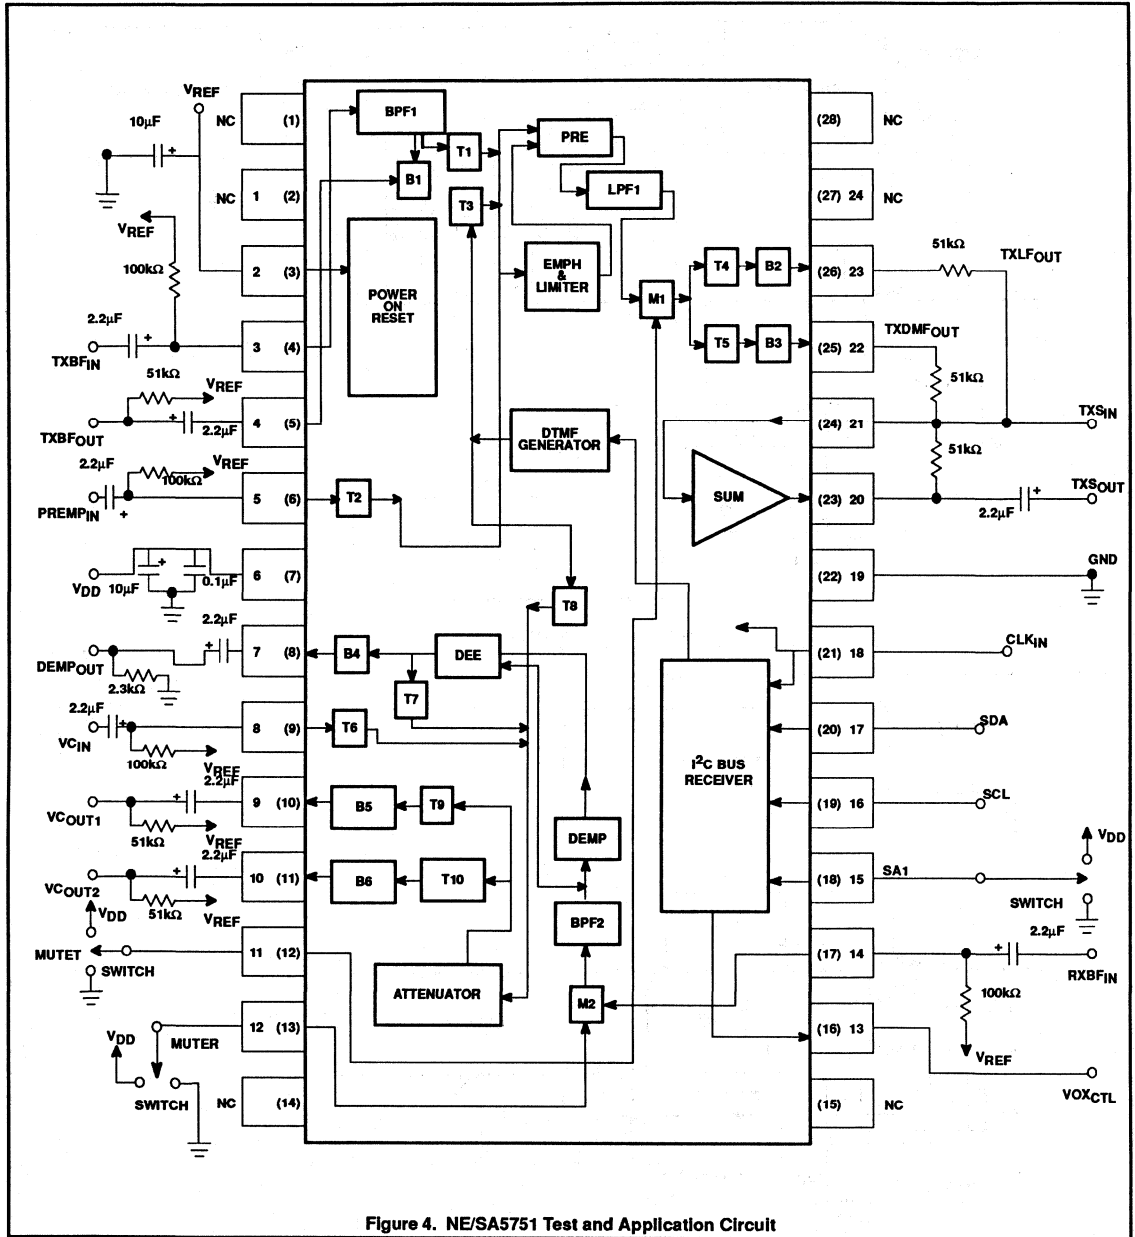 VREF
10μF
+
NC
(1)
NC
1 (2)
VREF
100kΩ
2 (3)
2.2μF
TXBFIN
3 (4)
51kΩ
VREF
TXBFOUT
+
2.2μF
4 (5)
2.2μF
VREF
100kΩ
PREMPIN
+
5 (6)
VDD
10μF
+
0.1μF
6 (7)
2.2μF
+
DEMPOUT
2.3kΩ
7 (8)
2.2μF
+
VCIN
100kΩ
VREF
8 (9)
2.2μF
+
VCOUT1
51kΩ
VREF
9 (10)
2.2μF
+
VCOUT2
51kΩ
VREF
10 (11)
VDD
MUTET
SWITCH
11 (12)
VDD
MUTER
SWITCH
12 (13)
NC
(14)
BPF1
T1
B1
T3
PRE
LPF1
POWER
ON
RESET
EMPH
&
LIMITER
M1
T4
B2
T5
B3
DTMF
GENERATOR
SUM
T2
T8
B4
DEE
T7
T6
B5
T9
B6
T10
DEMP
BPF2
ATTENUATOR
M2
I2C BUS
RECEIVER
(28)
NC
(27) 24
NC
(26) 23
51kΩ
TXLFOUT
(25) 22
TXDMFOUT
51kΩ
(24) 21
TXSIN
51kΩ
(23) 20
2.2μF
+
TXSOUT
(22) 19
GND
(21) 18
CLKIN
(20) 17
SDA
(19) 16
SCL
(18) 15
SA1
VDD
SWITCH
(17) 14
+
2.2μF
RXBFIN
100kΩ
VREF
(16) 13
VOXCTL
(15)
NC
Figure 4. NE/SA5751 Test and Application Circuit